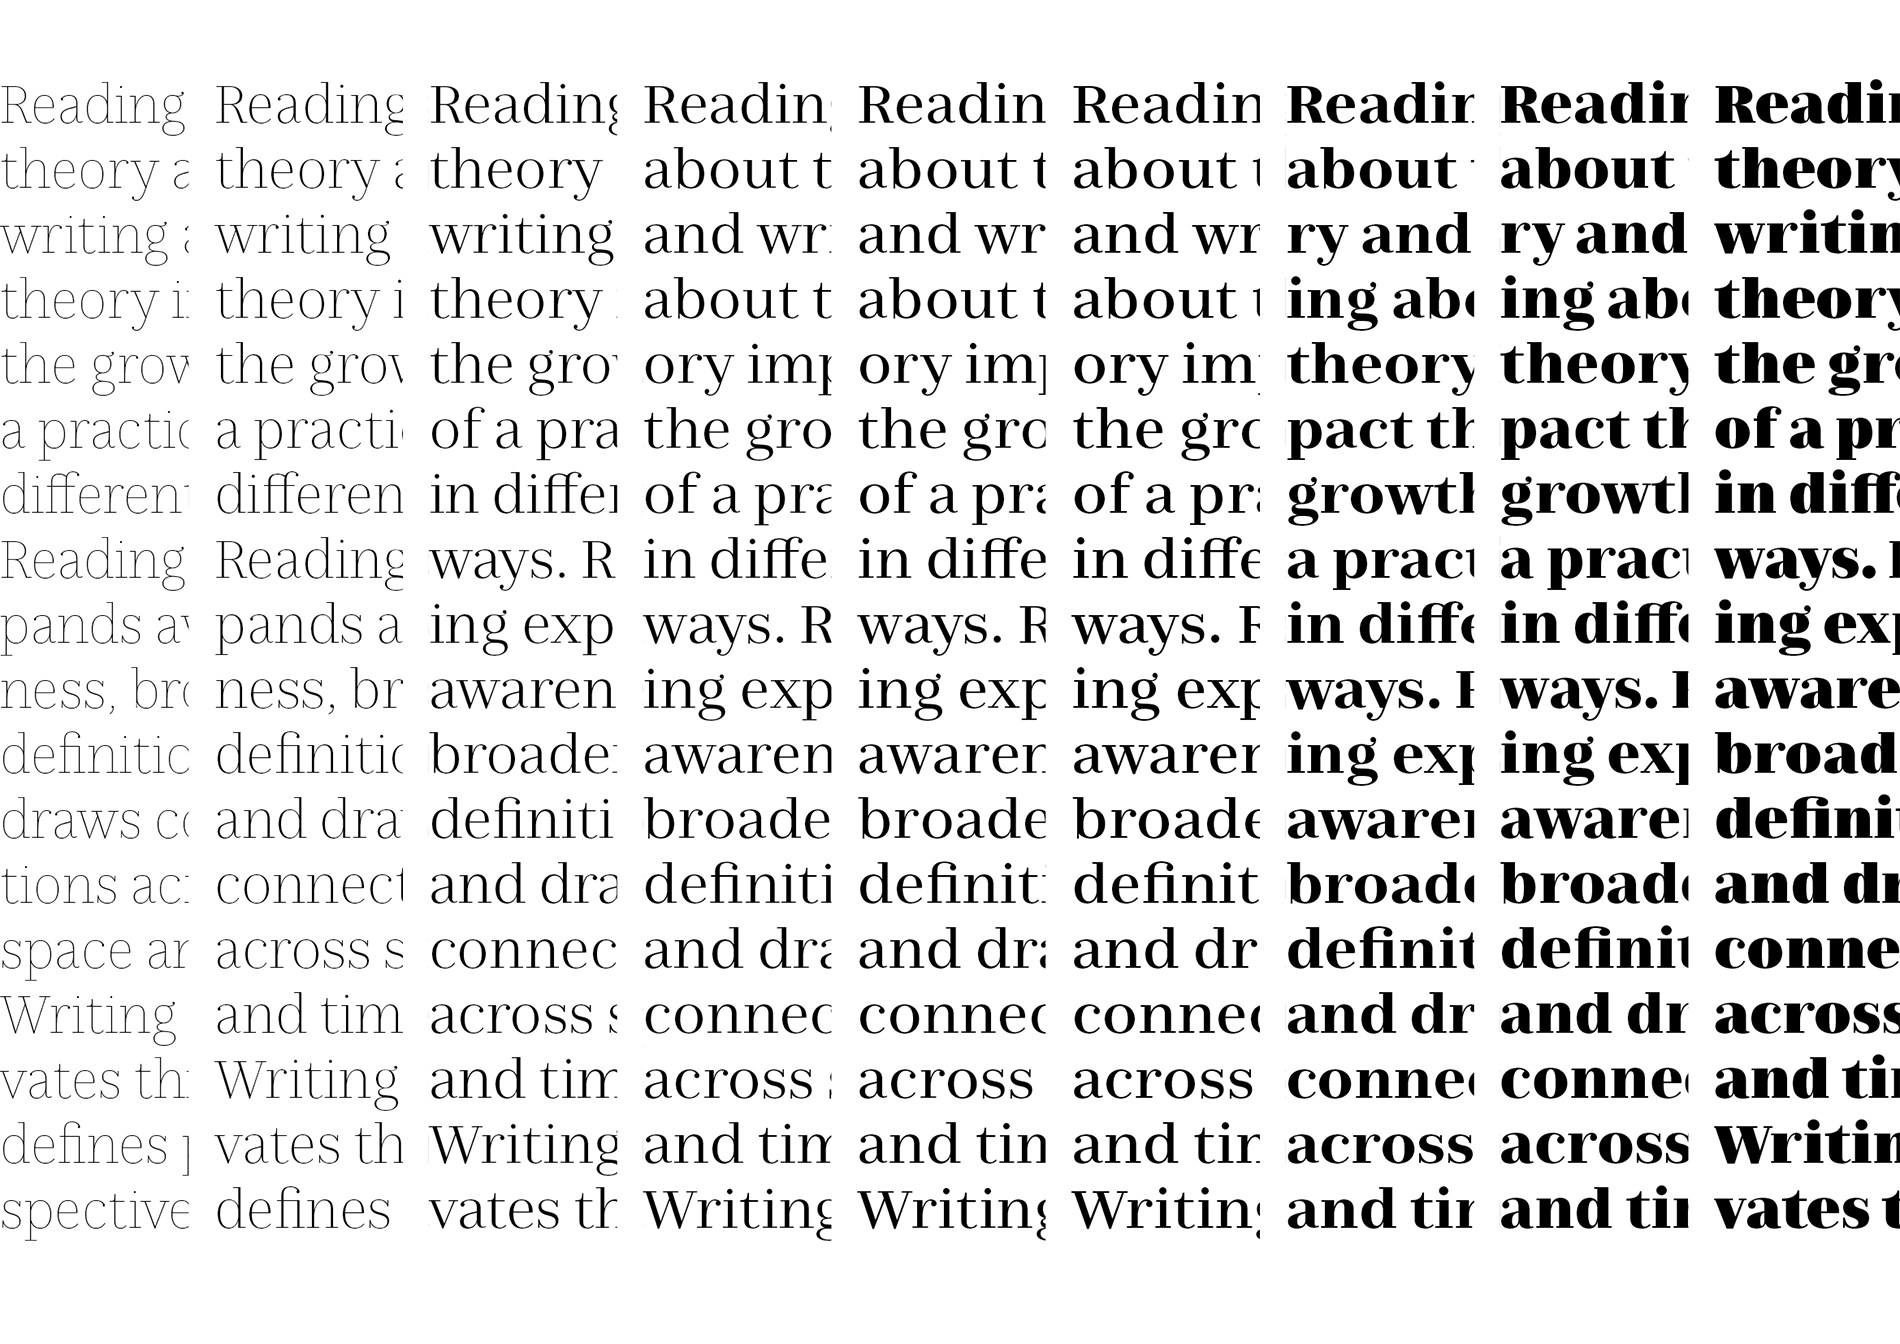 Reading
theory a
writing a
theory i
the grow
a practic
different
Reading
pands aw
ness, bro
definitio
draws co
tions acr
space an
Writing
vates th
defines p
spective
Reading
theory a
writing
theory i
the grow
a practi
differen
Reading
pands a
ness, br
definitio
and dra
connect
across s
and tim
Writing
vates th
defines
Reading
theory
writing
theory
the gro
of a pra
in differ
ways. R
ing exp
awaren
broade
definiti
and dra
connec
across s
and tim
Writing
vates th
Reading
about t
and wr
about t
ory imp
the gro
of a pra
in diffe
ways. R
ing exp
awaren
broade
definiti
and dra
connec
across s
and tim
Writing
Readin
about t
and wr
about t
ory imp
the gro
of a pra
in diffe
ways. R
ing exp
awaren
broade
definit
and dra
connec
across
and tim
Writing
Readin
about t
and wr
about t
ory im
the gro
of a pra
in diffe
ways. R
ing exp
awaren
broade
definit
and dr
connec
across
and tim
Writin
Readin
about
ry and
ing abo
theory
pact th
growth
a pract
in diffe
ways. R
ing exp
awaren
broade
definit
and dr
connec
across
and tim
Readin
about
ry and
ing abo
theory
pact th
growth
a pract
in diffe
ways. R
ing exp
awaren
broade
definit
and dr
connec
across
and tim
Readin
theory
writin
theory
the gro
of a pr
in diffe
ways. R
ing exp
aware
broad
definit
and dr
conne
across
and tim
Writin
vates t